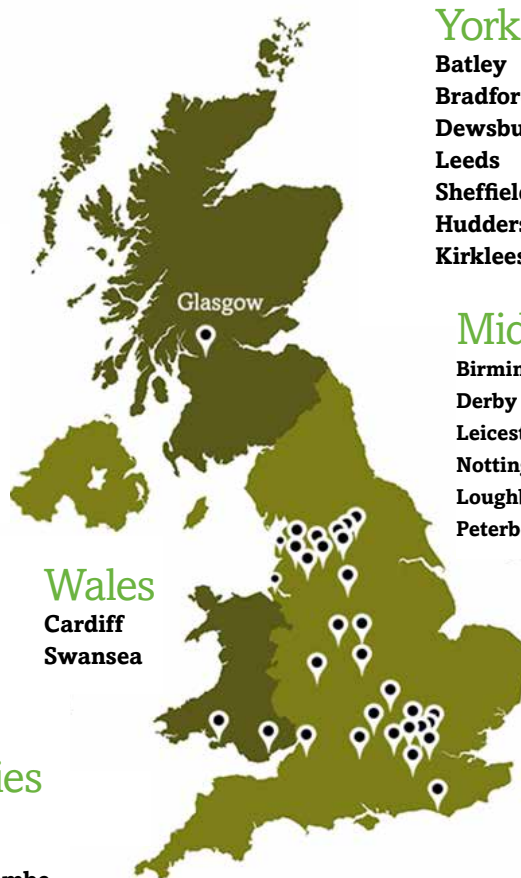 York
Batley
Bradfor
Dewsbu
Leeds
Sheffiel
Hudders
Kirklees
Glasgow
Mid
Birmin
Derby
Leicest
Notting
Loughb
Peterb
Wales
Cardiff
Swansea
ies